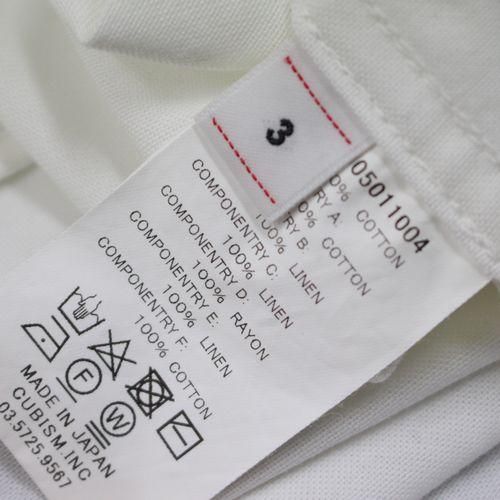 3
05011004
0% COTTON
RY A:
LINEN
COMPONENTRY B:
100% COTTON
COMPONENTRY C:
100% LINEN
COMPONENTRY D:
100% RAYON
COMPONENTRY E:
100% LINEN
COMPONENTRY F:
100% COTTON
F W
MADE IN JAPAN
CUBISM.INC
03.5725.9567